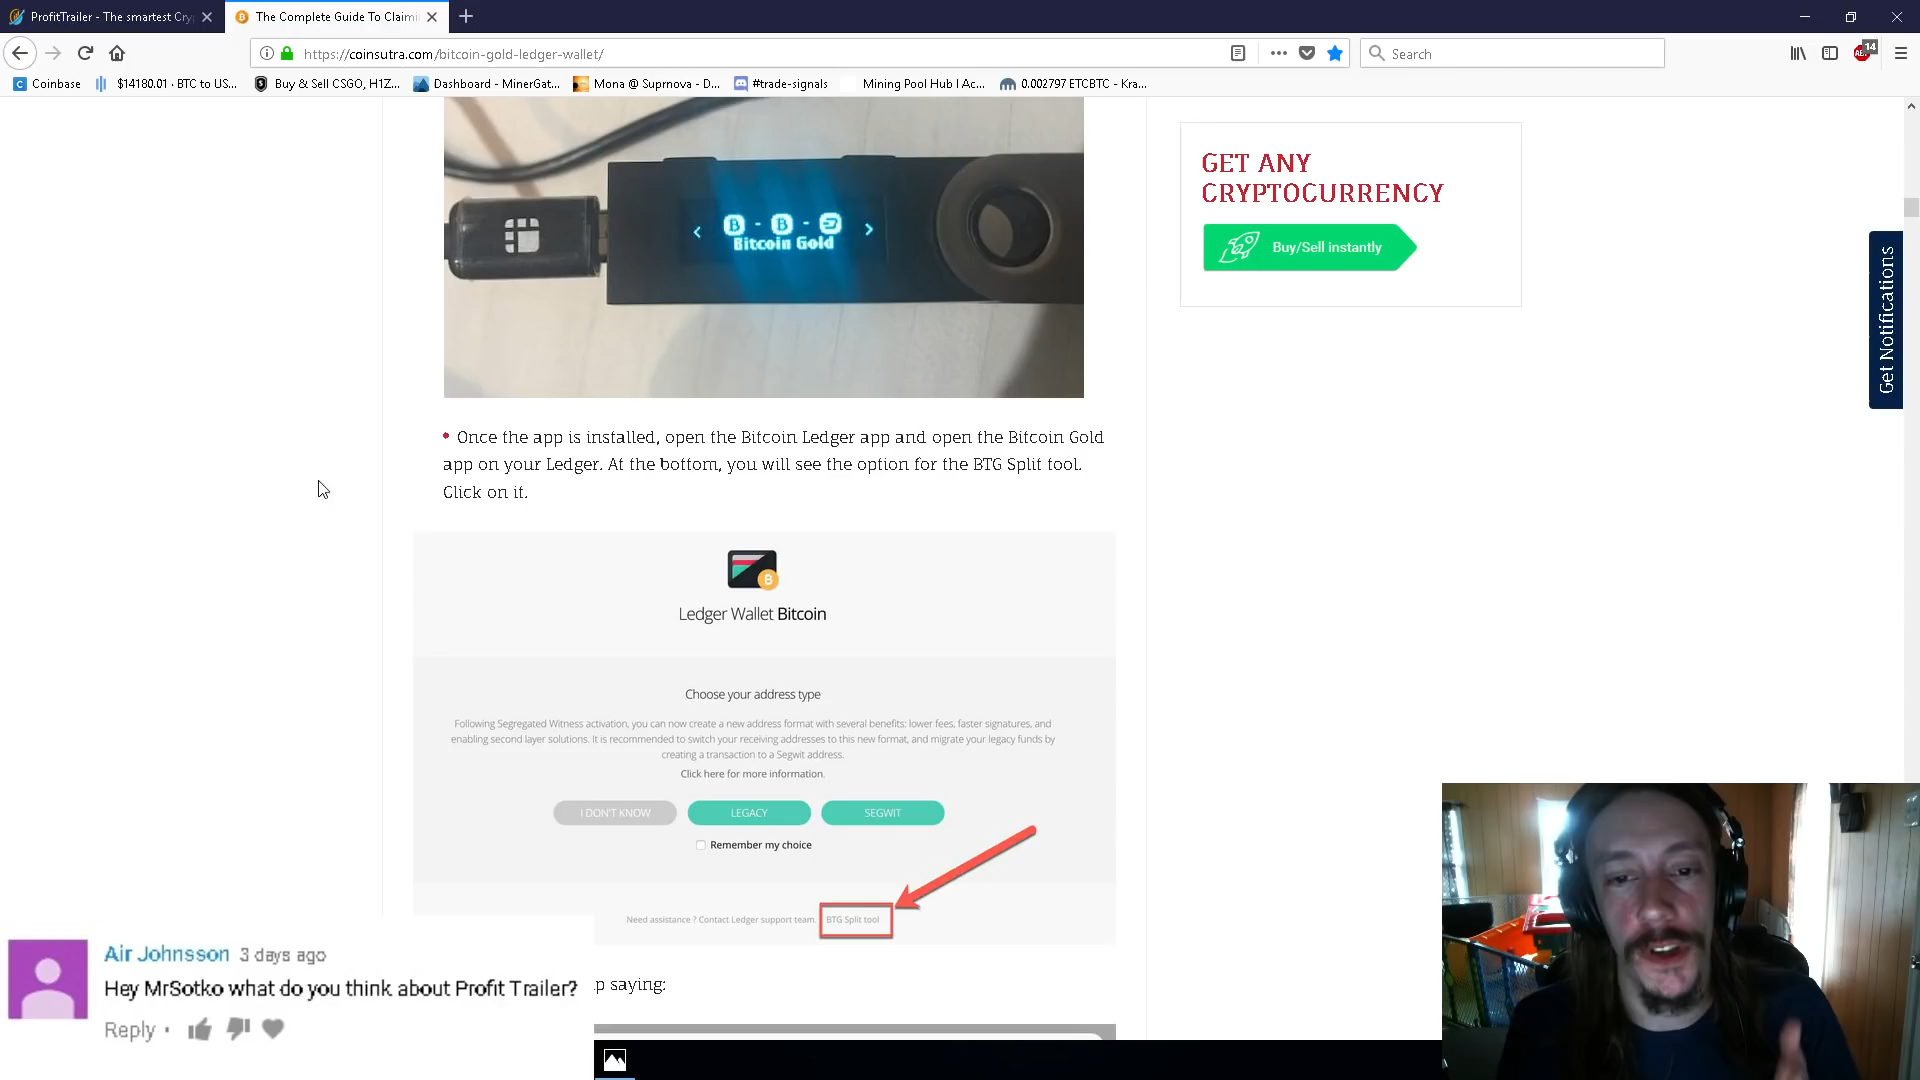 ProfitTrailer - The smartest Cry
The Complete Guide To Claimi
https://coinsutra.com/bitcoin-gold-ledger-wallet/
Search
14
Coinbase
$14180.01 · BTC to US...
Buy & Sell CSGO, H1Z...
Dashboard - MinerGat...
Mona @ Suprnova - D...
#trade-signals
Mining Pool Hub | Ac...
0.002797 ETCBTC - Kra...
Bitcoin Gold
GET ANY
CRYPTOCURRENCY
Buy/Sell instantly
Get Notifications
• Once the app is installed, open the Bitcoin Ledger app and open the Bitcoin Gold
app on your Ledger. At the bottom, you will see the option for the BTG Split tool.
Click on it.
Ledger Wallet Bitcoin
Choose your address type
Following Segregated Witness activation, you can now create a new address format with several benefits: lower fees, faster signatures, and
enabling second layer solutions. It is recommended to switch your receiving addresses to this new format, and migrate your legacy funds by
creating a transaction to a Segwit address.
Click here for more information.
I DON'T KNOW
LEGACY
SEGWIT
Remember my choice
Need assistance ? Contact Ledger support team.
BTG Split tool
p saying:
Air Johnsson 3 days ago
Hey MrSotko what do you think about Profit Trailer?
Reply ·